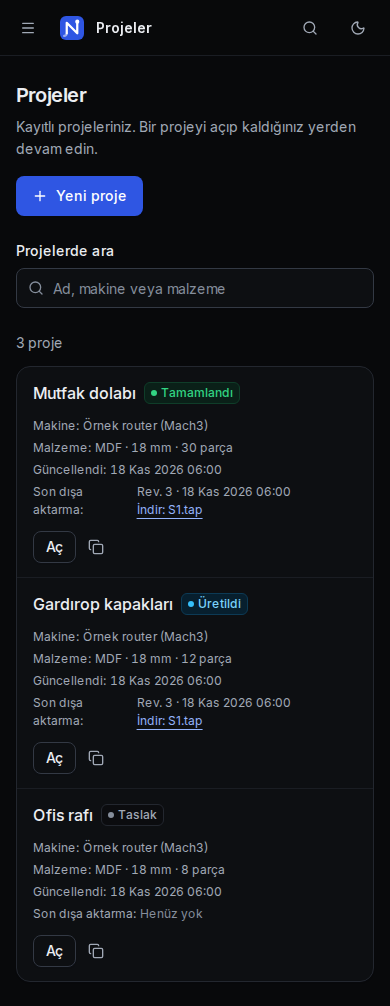 Projeler
Projeler
Kayıtlı projeleriniz. Bir projeyi açıp kaldığınız yerden
devam edin.
Yeni proje
Projelerde ara
Ad, makine veya malzeme
3 proje
Mutfak dolabı Tamamlandı
Makine: Örnek router (Mach3)
Malzeme: MDF · 18 mm · 30 parça
Güncellendi: 18 Kas 2026 06:00
Son dışa aktarma: Rev. 3 · 18 Kas 2026 06:00
İndir: S1.tap
Aç
Gardırop kapakları Üretildi
Makine: Örnek router (Mach3)
Malzeme: MDF · 18 mm · 12 parça
Güncellendi: 18 Kas 2026 06:00
Son dışa aktarma: Rev. 3 · 18 Kas 2026 06:00
İndir: S1.tap
Aç
Ofis rafı Taslak
Makine: Örnek router (Mach3)
Malzeme: MDF · 18 mm · 8 parça
Güncellendi: 18 Kas 2026 06:00
Son dışa aktarma: Henüz yok
Aç